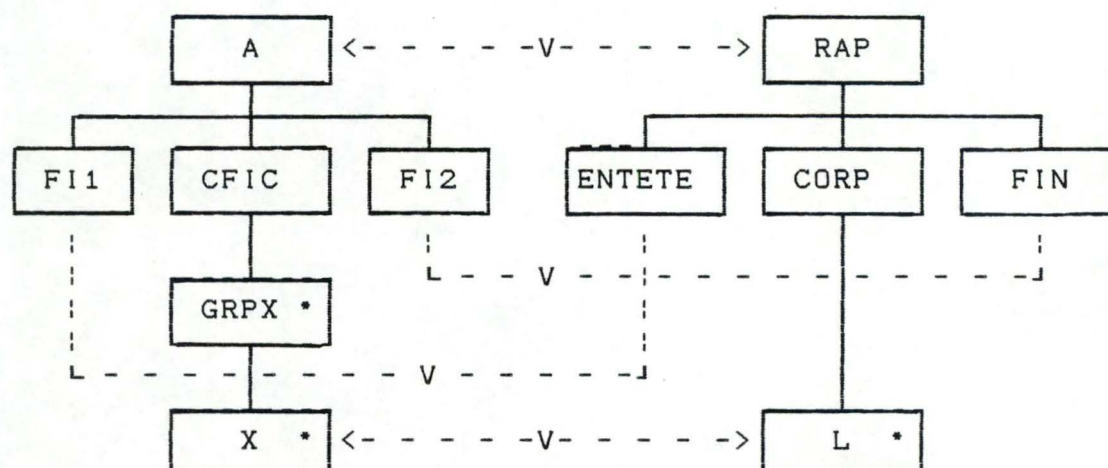 A <- - - - - -V- - - - - -> RAP
FI1 CFIC FI2 ENTETE CORP FIN
V
GRPX *
V
X * <- - - - - -V- - - - - -> L *